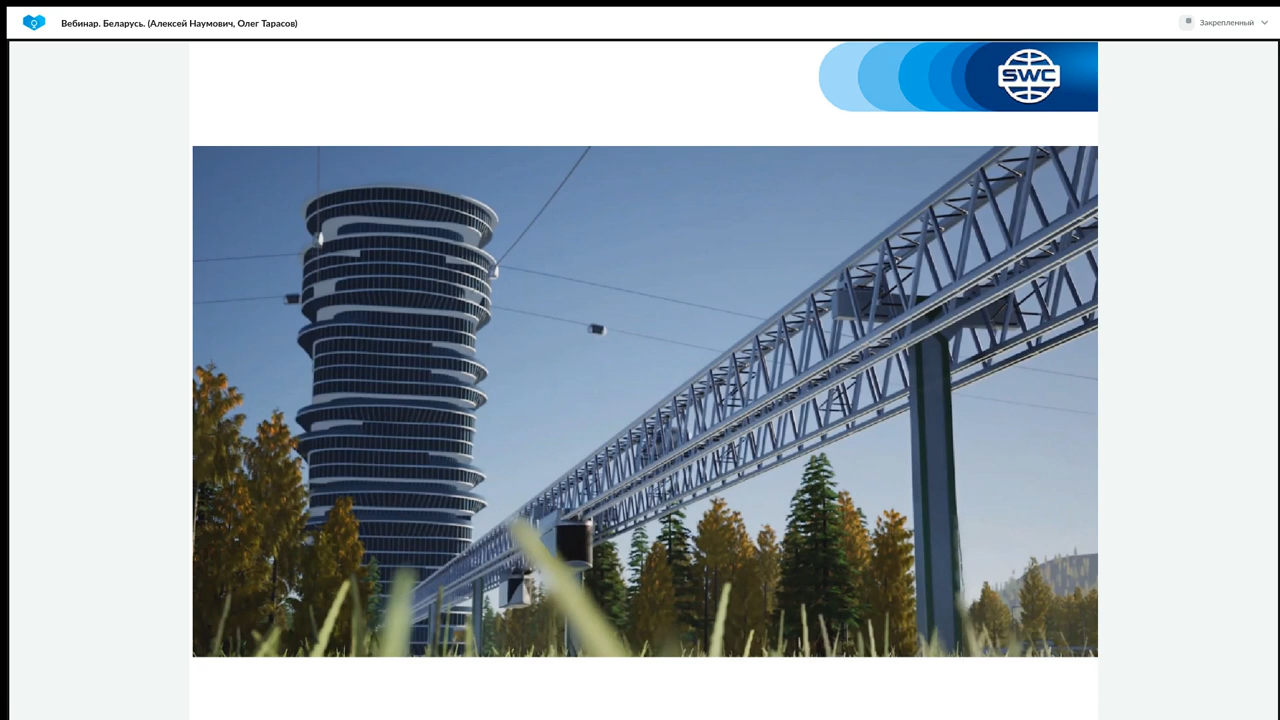 Вебинар. Беларусь. (Алексей Наумович, Олег Тарасов)
Закрепленный
SWC